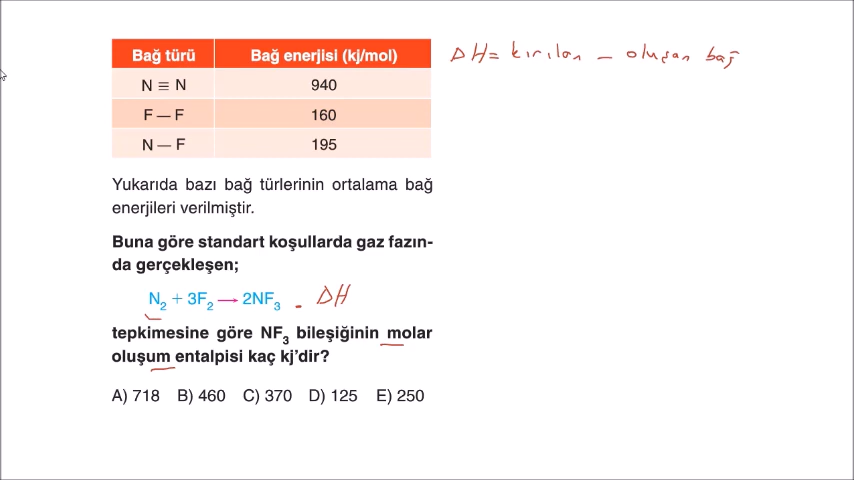 Bağ türü Bağ enerjisi (kj/mol)
N ≡ N 940
F — F 160
N — F 195
ΔH= kırılan - oluşan bağ
Yukarıda bazı bağ türlerinin ortalama bağ
enerjileri verilmiştir.
Buna göre standart koşullarda gaz fazın-
da gerçekleşen;
N₂ + 3F₂ → 2NF₃ . ΔH
tepkimesine göre NF₃ bileşiğinin molar
oluşum entalpisi kaç kj'dir?
A) 718 B) 460 C) 370 D) 125 E) 250